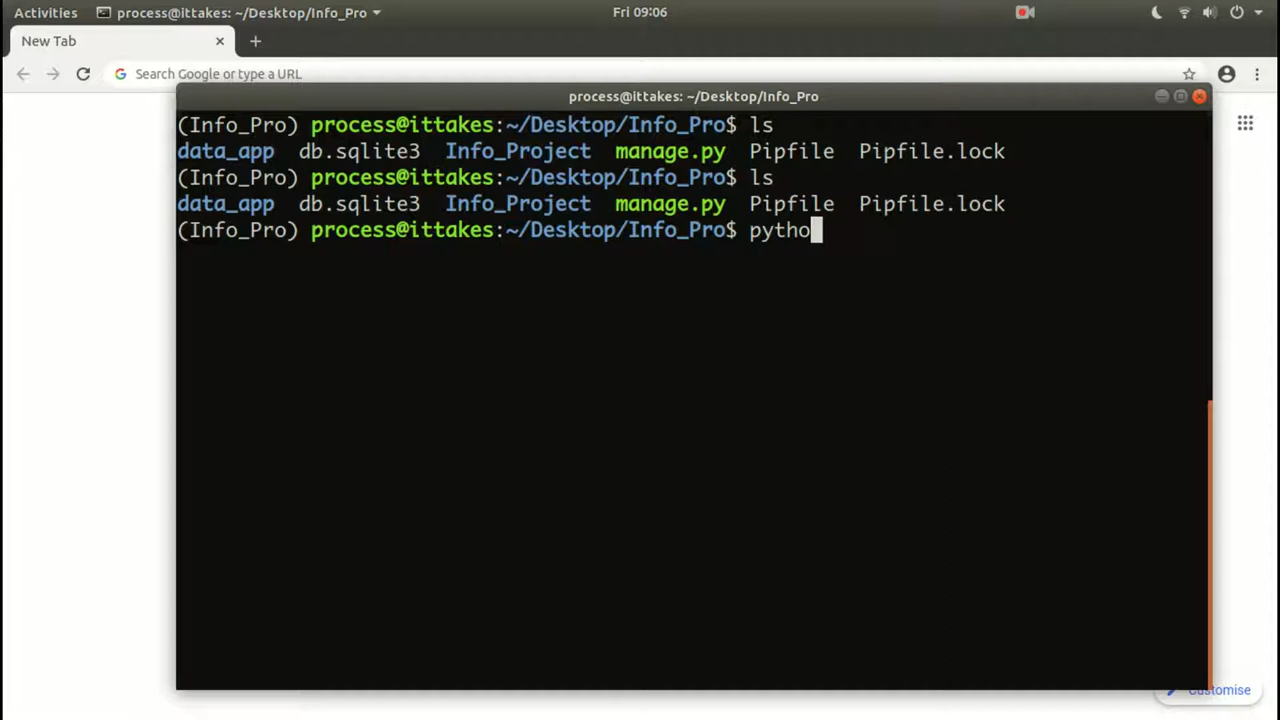 Activities process@ittakes: ~/Desktop/Info_Pro Fri 09:06
New Tab
Search Google or type a URL
process@ittakes: ~/Desktop/Info_Pro
(Info_Pro) process@ittakes:~/Desktop/Info_Pro$ ls
data_app db.sqlite3 Info_Project manage.py Pipfile Pipfile.lock
(Info_Pro) process@ittakes:~/Desktop/Info_Pro$ ls
data_app db.sqlite3 Info_Project manage.py Pipfile Pipfile.lock
(Info_Pro) process@ittakes:~/Desktop/Info_Pro$ pytho
Customise